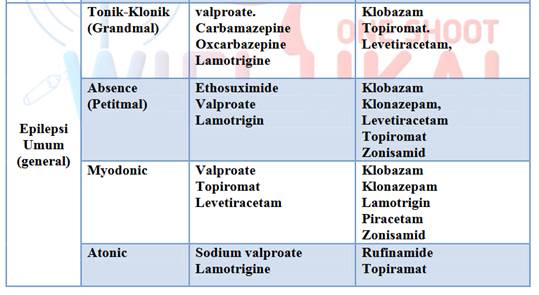 Epilepsi
Umum
(general)
Tonik-Klonik
(Grandmal)
valproate.
Carbamazepine
Oxcarbazepine
Lamotrigine
Klobazam
Topiromat.
Levetiracetam,
Absence
(Petitmal)
Ethosuximide
Valproate
Lamotrigin
Klobazam
Klonazepam,
Levetiracetam
Topiromat
Zonisamid
Myodonic
Valproate
Topiromat
Levetiracetam
Klobazam
Klonazepam
Lamotrigin
Piracetam
Zonisamid
Atonic
Sodium valproate
Lamotrigine
Rufinamide
Topiramat
ONE SHOOT